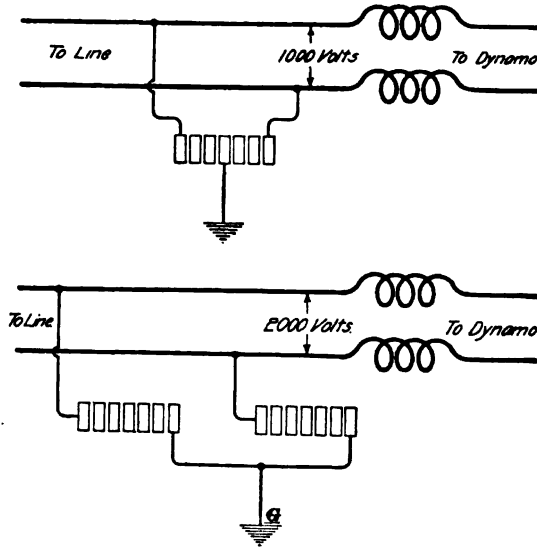 To Line
1000 Volts
To Dynamo
To Line
2000 Volts.
To Dynamo
G